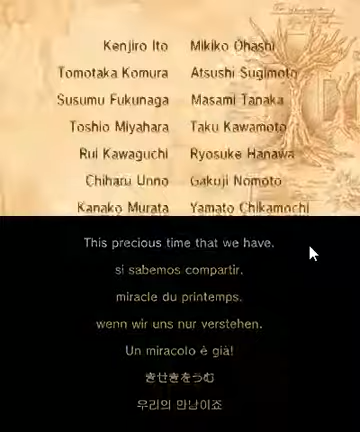 Kenjiro Ito Mikiko Ohashi
Tomotaka Komura Atsushi Sugimoto
Susumu Fukunaga Masami Tanaka
Toshio Miyahara Taku Kawamoto
Rui Kawaguchi Ryosuke Hanawa
Chiharu Unno Gakuji Nomoto
Kanako Murata Yamato Chikamochi
This precious time that we have.
si sabemos compartir.
miracle du printemps.
wenn wir uns nur verstehen.
Un miracolo è già!
きせきをうむ
우리의 만남이죠